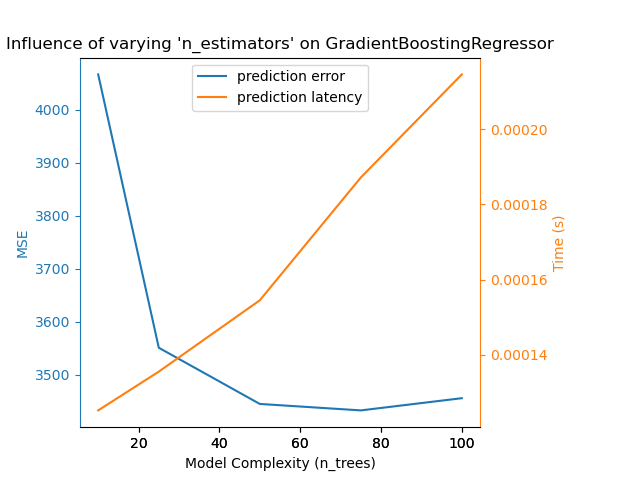 Influence of varying 'n_estimators' on GradientBoostingRegressor
prediction error
prediction latency
4000
3900
3800
3700
3600
3500
MSE
0.00020
0.00018
0.00016
0.00014
Time (s)
20 40 60 80 100
Model Complexity (n_trees)